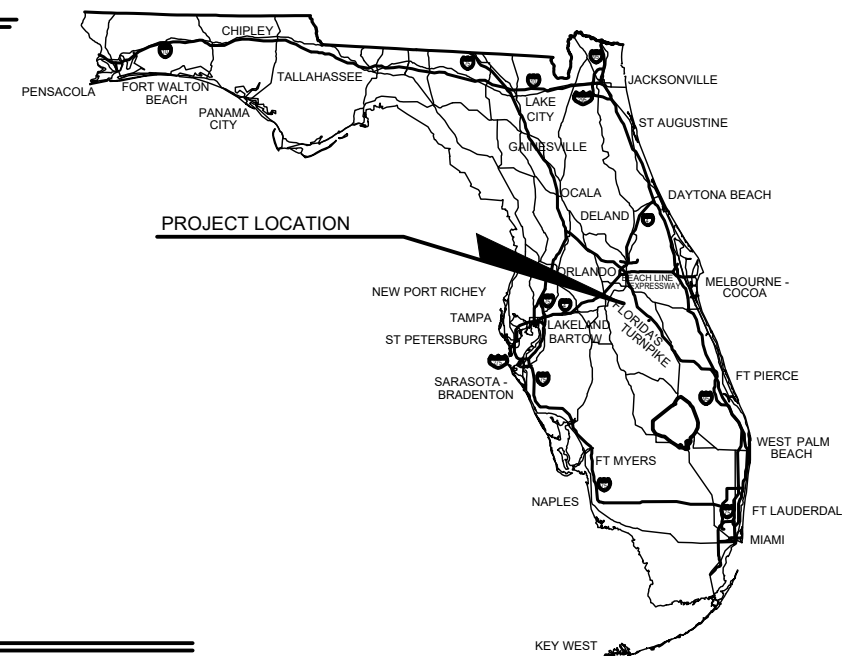 CHIPLEY
PENSACOLA
FORT WALTON
BEACH
TALLAHASSEE
PANAMA
CITY
LAKE
CITY
JACKSONVILLE
ST AUGUSTINE
GAINESVILLE
OCALA
DAYTONA BEACH
DELAND
PROJECT LOCATION
ORLANDO
BEACH LINE
EXPRESSWAY
MELBOURNE -
COCOA
NEW PORT RICHEY
TAMPA
ST PETERSBURG
LAKELAND
BARTOW
FLORIDA'S
TURNPIKE
SARASOTA -
BRADENTON
FT PIERCE
WEST PALM
BEACH
FT MYERS
NAPLES
FT LAUDERDAL
MIAMI
KEY WEST